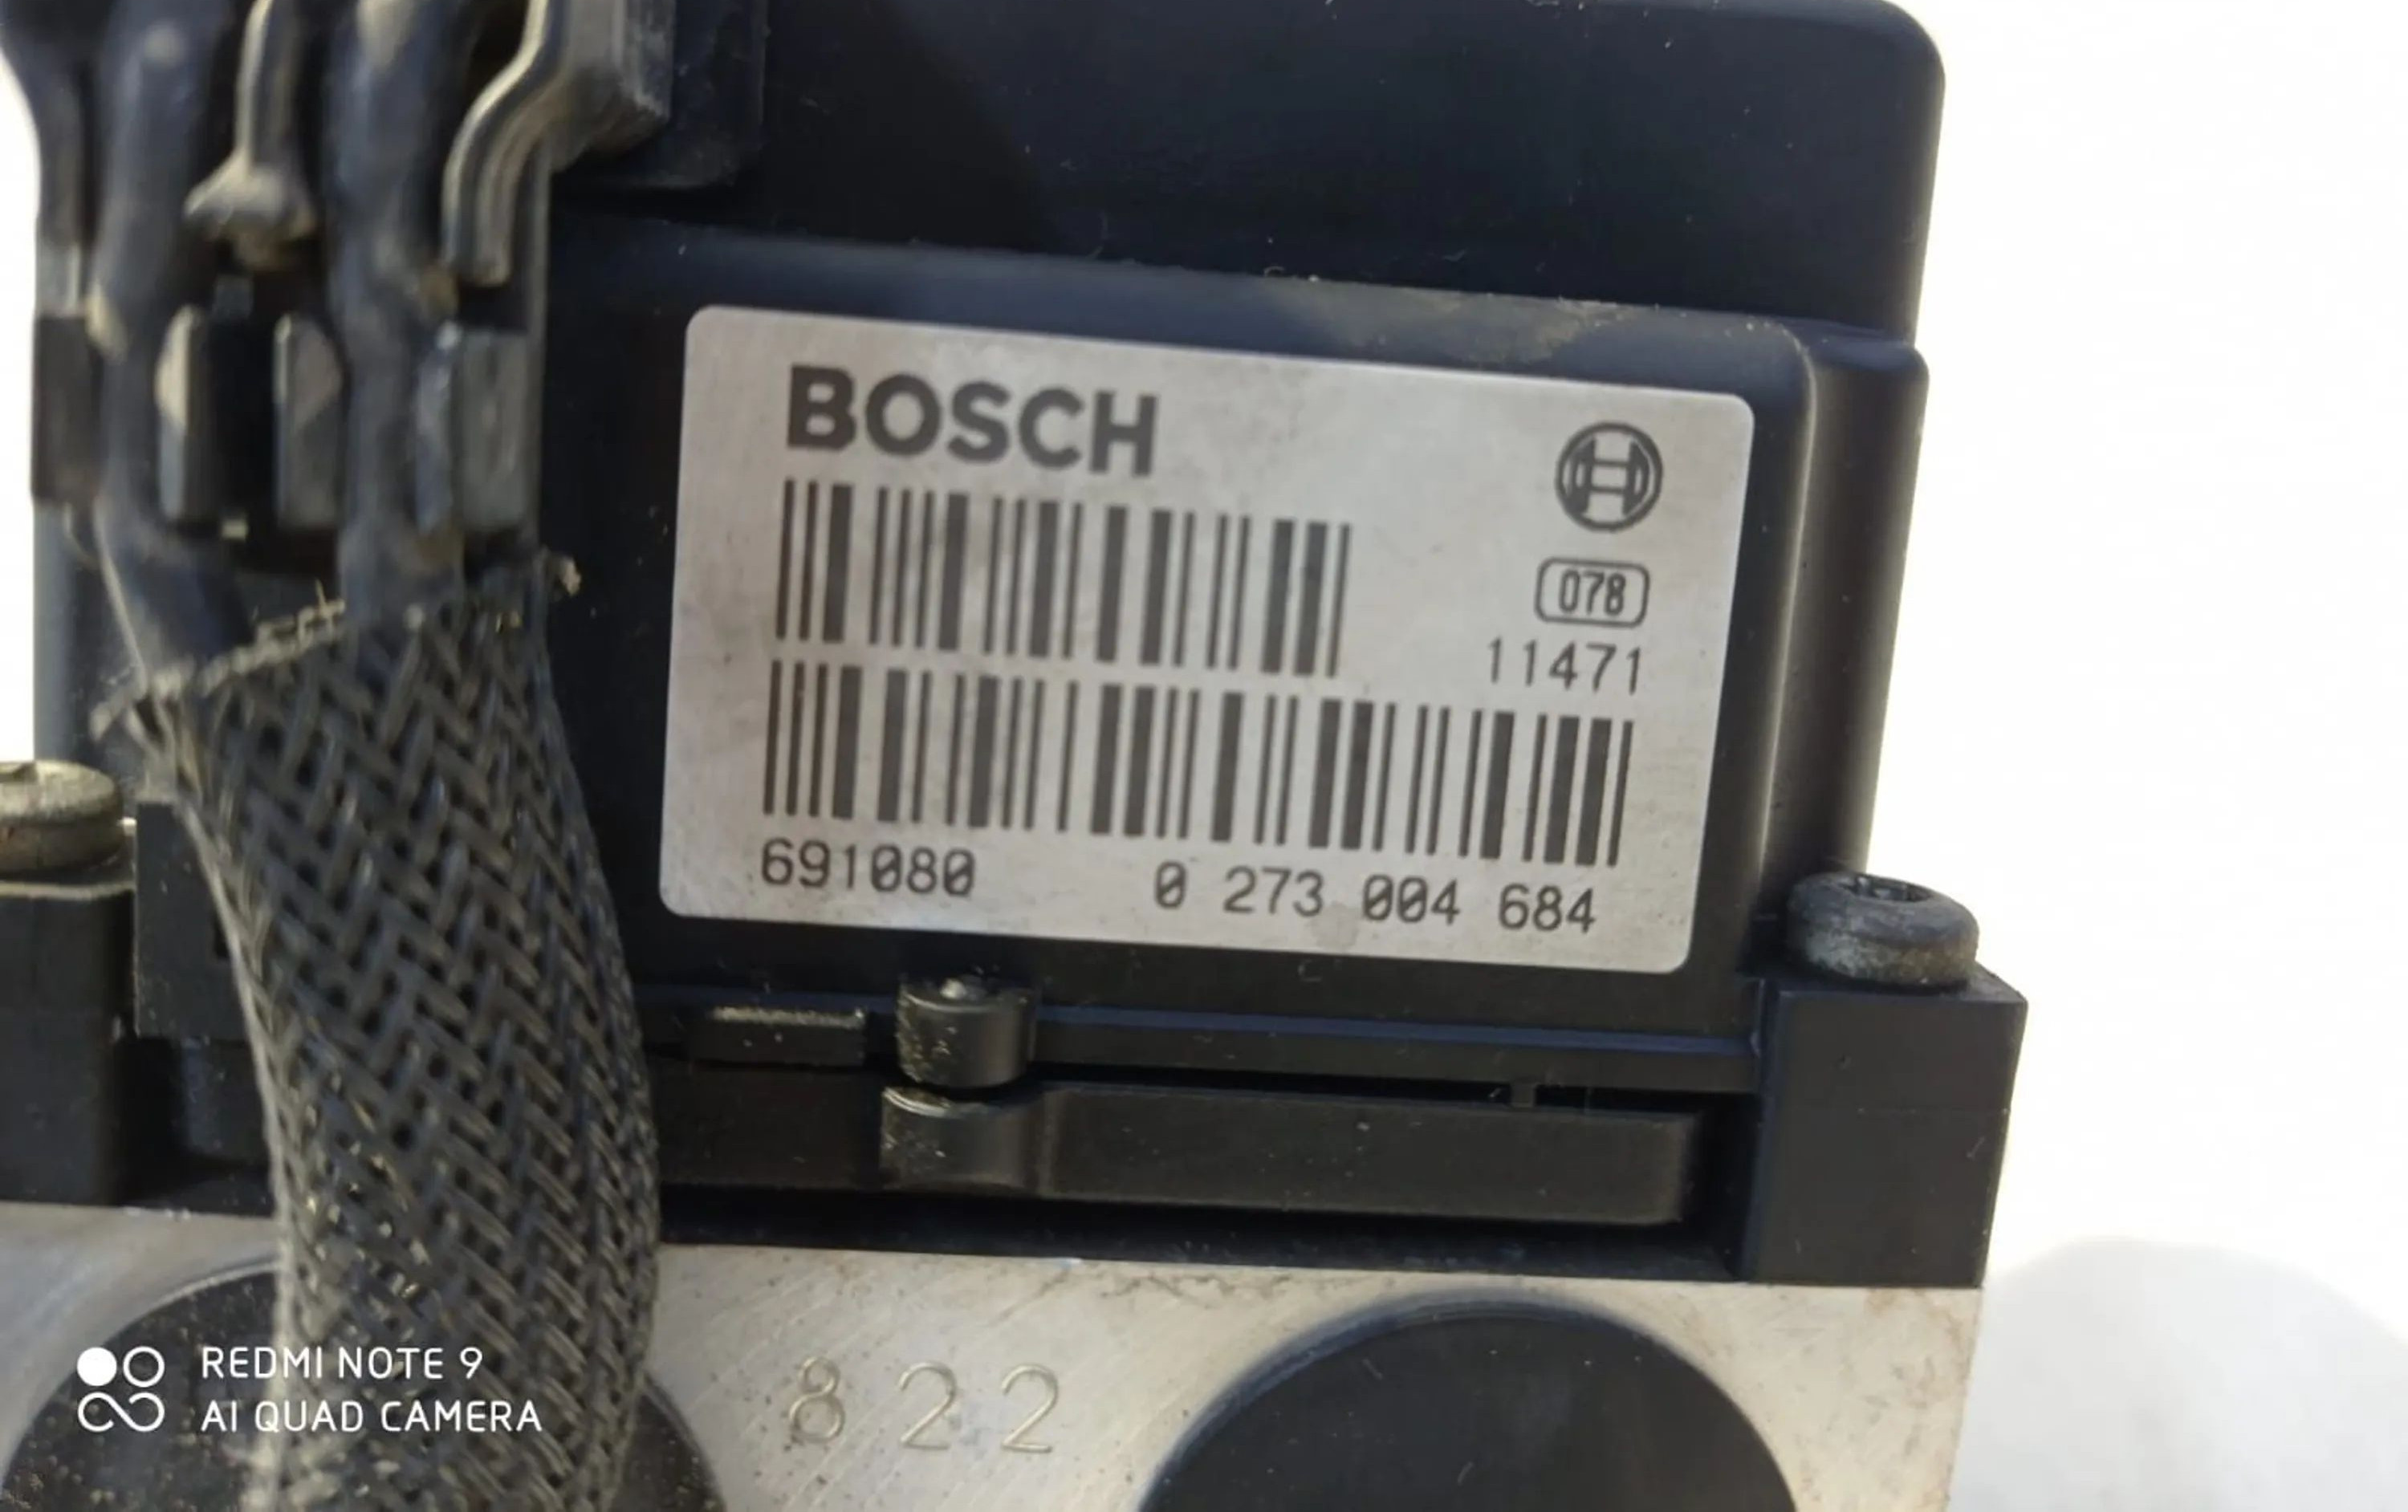 BOSCH
078
11471
691080 0 273 004 684
822
REDMI NOTE 9
AI QUAD CAMERA